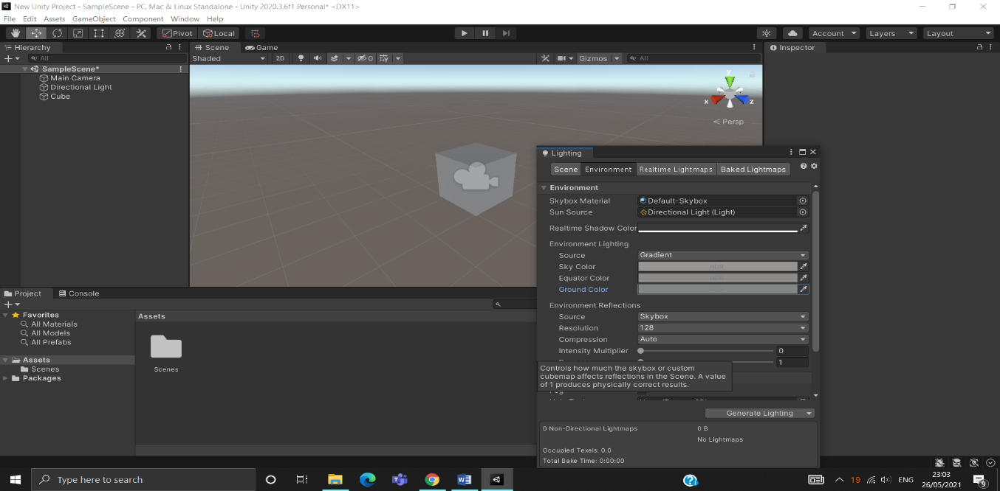 New Unity Project - SampleScene - PC, Mac & Linux Standalone - Unity 2020.3.6f1 Personal* <DX11>
File Edit Assets GameObject Component Window Help
Pivot Local Account Layers Layout
Hierarchy
All
SampleScene*
Main Camera
Directional Light
Cube
Scene Game
Shaded 2D 0 Gizmos All
y
x z
Persp
Inspector
Lighting
Scene Environment Realtime Lightmaps Baked Lightmaps
Environment
Skybox Material Default-Skybox
Sun Source Directional Light (Light)
Realtime Shadow Color
Environment Lighting
Source Gradient
Sky Color HDR
Equator Color
Ground Color
Environment Reflections
Source Skybox
Resolution 128
Compression Auto
Intensity Multiplier 0
1
Controls how much the skybox or custom
cubemap affects reflections in the Scene. A value
of 1 produces physically correct results.
Generate Lighting
0 Non-Directional Lightmaps 0 B
No Lightmaps
Occupied Texels: 0.0
Total Bake Time: 0:00:00
Project Console
Favorites
All Materials
All Models
All Prefabs
Assets
Scenes
Packages
Assets
Scenes
Type here to search
19 ENG 23:03
26/05/2021
9